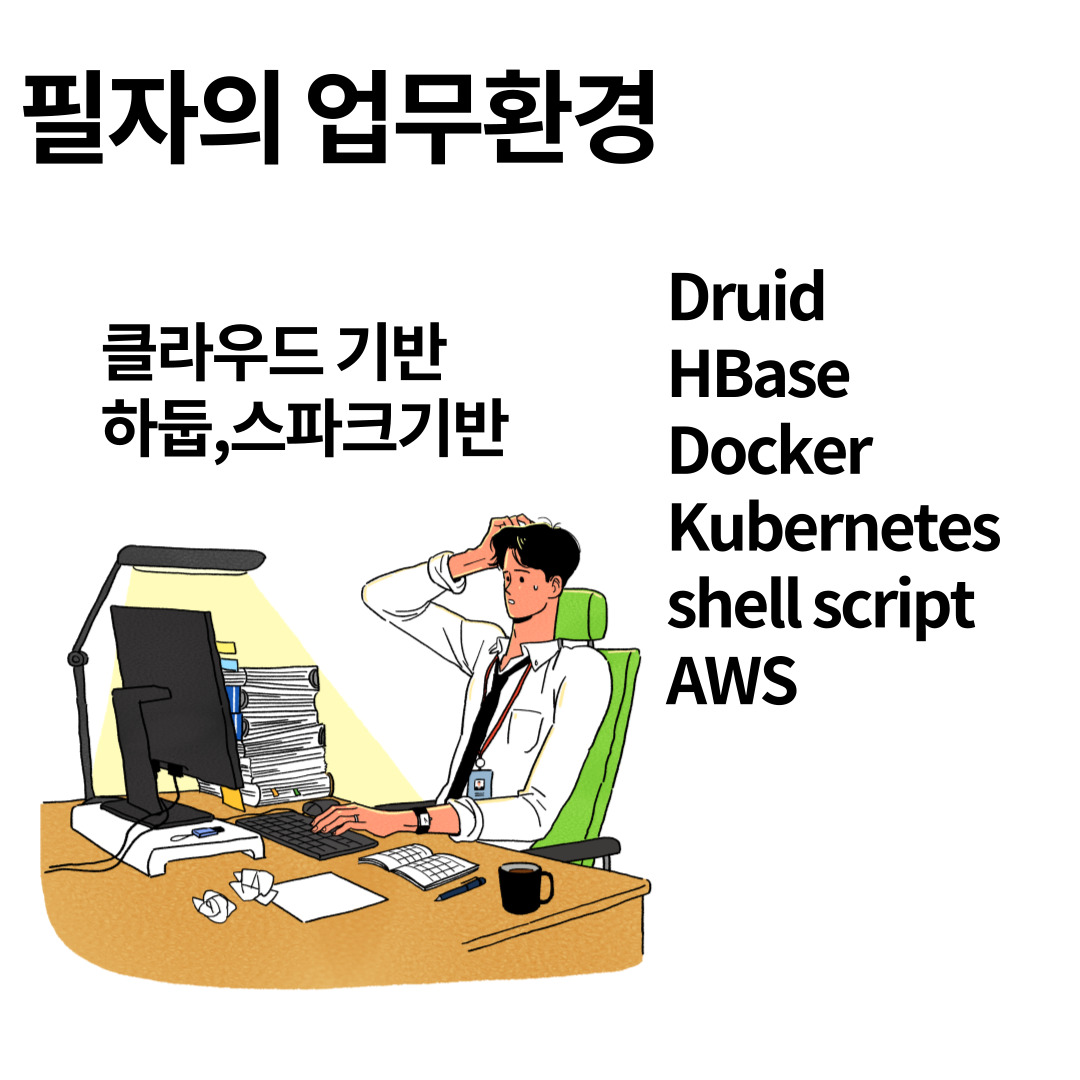 필자의 업무환경
클라우드 기반
하둡,스파크기반
Druid
HBase
Docker
Kubernetes
shell script
AWS